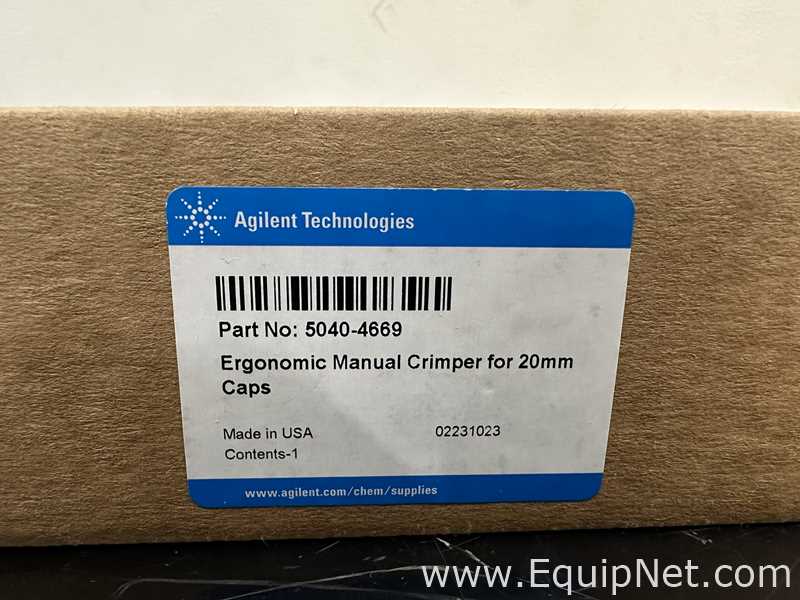 Agilent Technologies
Part No: 5040-4669
Ergonomic Manual Crimper for 20mm
Caps
Made in USA 02231023
Contents-1
www.agilent.com/chem/supplies
www.EquipNet.com